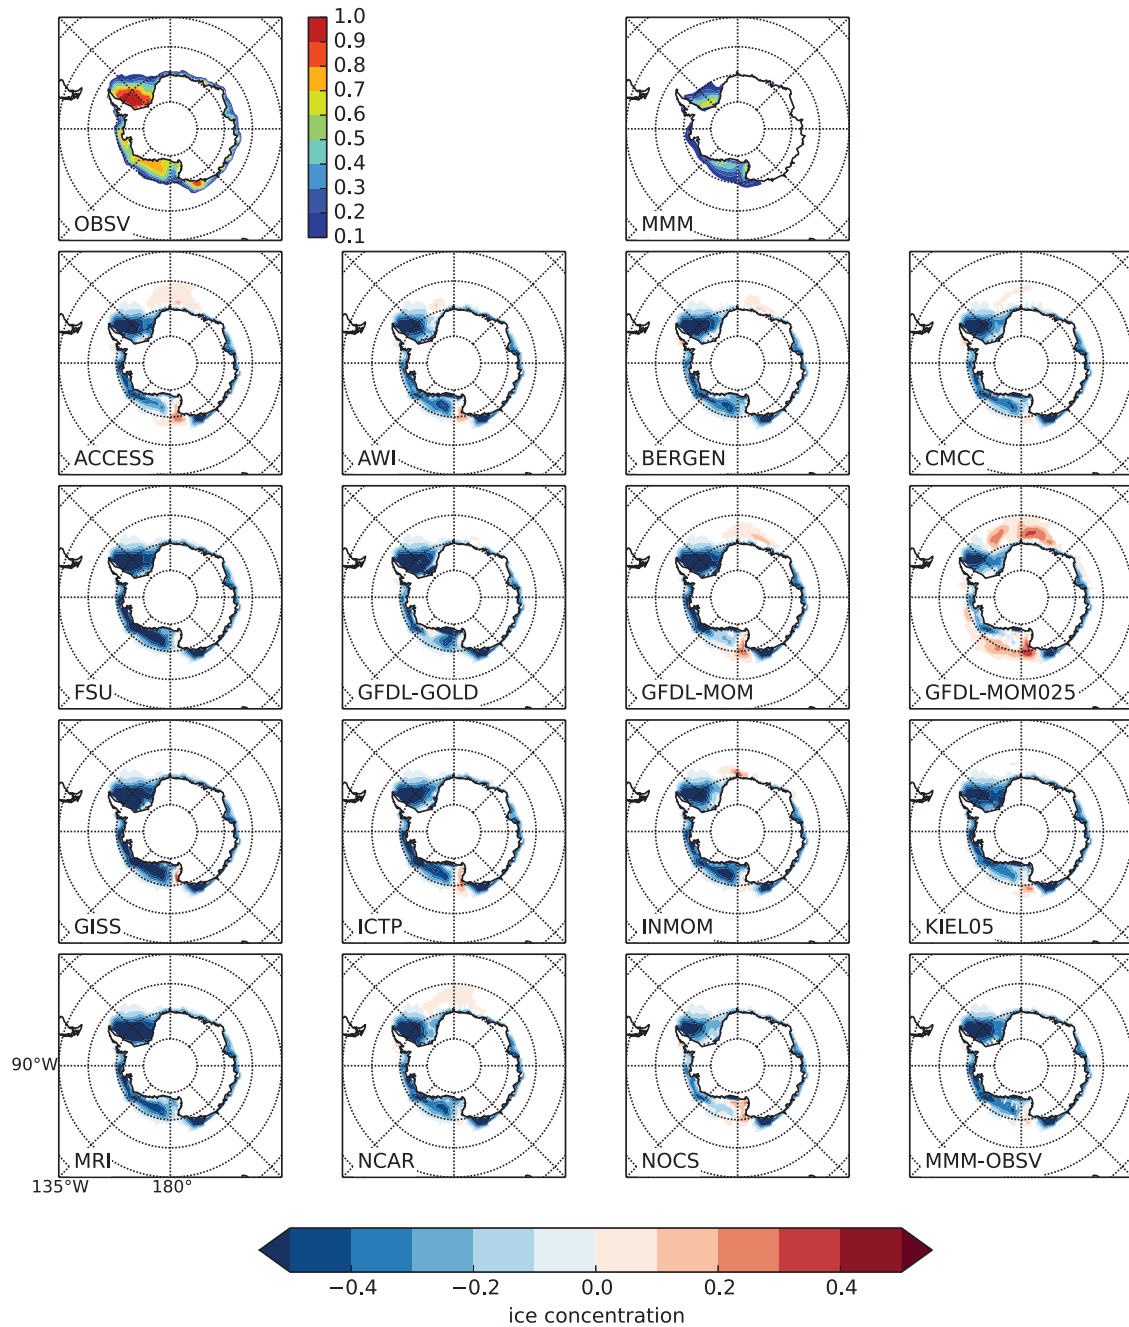 1.0
0.9
0.8
0.7
0.6
0.5
0.4
0.3
0.2
0.1
OBSV
MMM
ACCESS
AWI
BERGEN
CMCC
FSU
GFDL-GOLD
GFDL-MOM
GFDL-MOM025
GISS
ICTP
INMOM
KIEL05
90°W
MRI
NCAR
NOCS
MMM-OBSV
135°W 180°
−0.4 −0.2 0.0 0.2 0.4
ice concentration